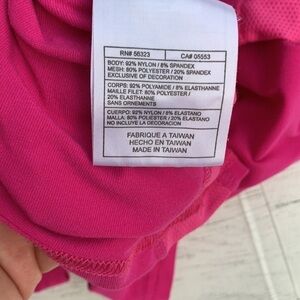 RN# 56323 CA# 05553
BODY: 92% NYLON / 8% SPANDEX
MESH: 80% POLYESTER / 20% SPANDEX
EXCLUSIVE OF DECORATION
CORPS: 92% POLYAMIDE / 8% ELASTHANNE
MAILLE FILET: 80% POLYESTER /
20% ELASTHANNE
SANS ORNEMENTS
CUERPO: 92% NYLON / 8% ELASTANO
MALLA: 80% POLIESTER / 20% ELASTANO
NO INCLUYE LA DECORACION
FABRIQUE A TAIWAN
HECHO EN TAIWAN
MADE IN TAIWAN